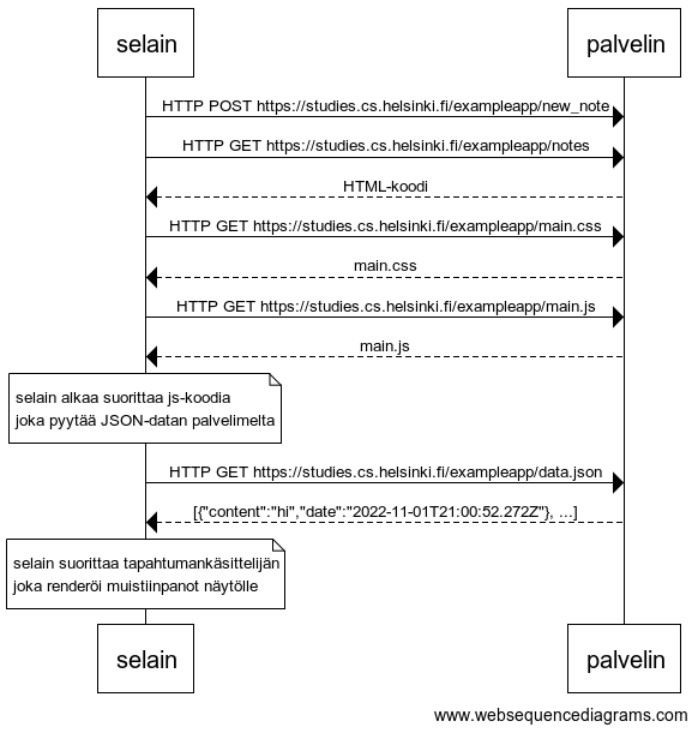 selain
palvelin
HTTP POST https://studies.cs.helsinki.fi/exampleapp/new_note
HTTP GET https://studies.cs.helsinki.fi/exampleapp/notes
HTML-koodi
HTTP GET https://studies.cs.helsinki.fi/exampleapp/main.css
main.css
HTTP GET https://studies.cs.helsinki.fi/exampleapp/main.js
main.js
selain alkaa suorittaa js-koodia
joka pyytää JSON-datan palvelimelta
HTTP GET https://studies.cs.helsinki.fi/exampleapp/data.json
[{"content":"hi","date":"2022-11-01T21:00:52.272Z"}, ...]
selain suorittaa tapahtumankäsittelijän
joka renderöi muistiinpanot näytölle
selain
palvelin
www.websequencediagrams.com